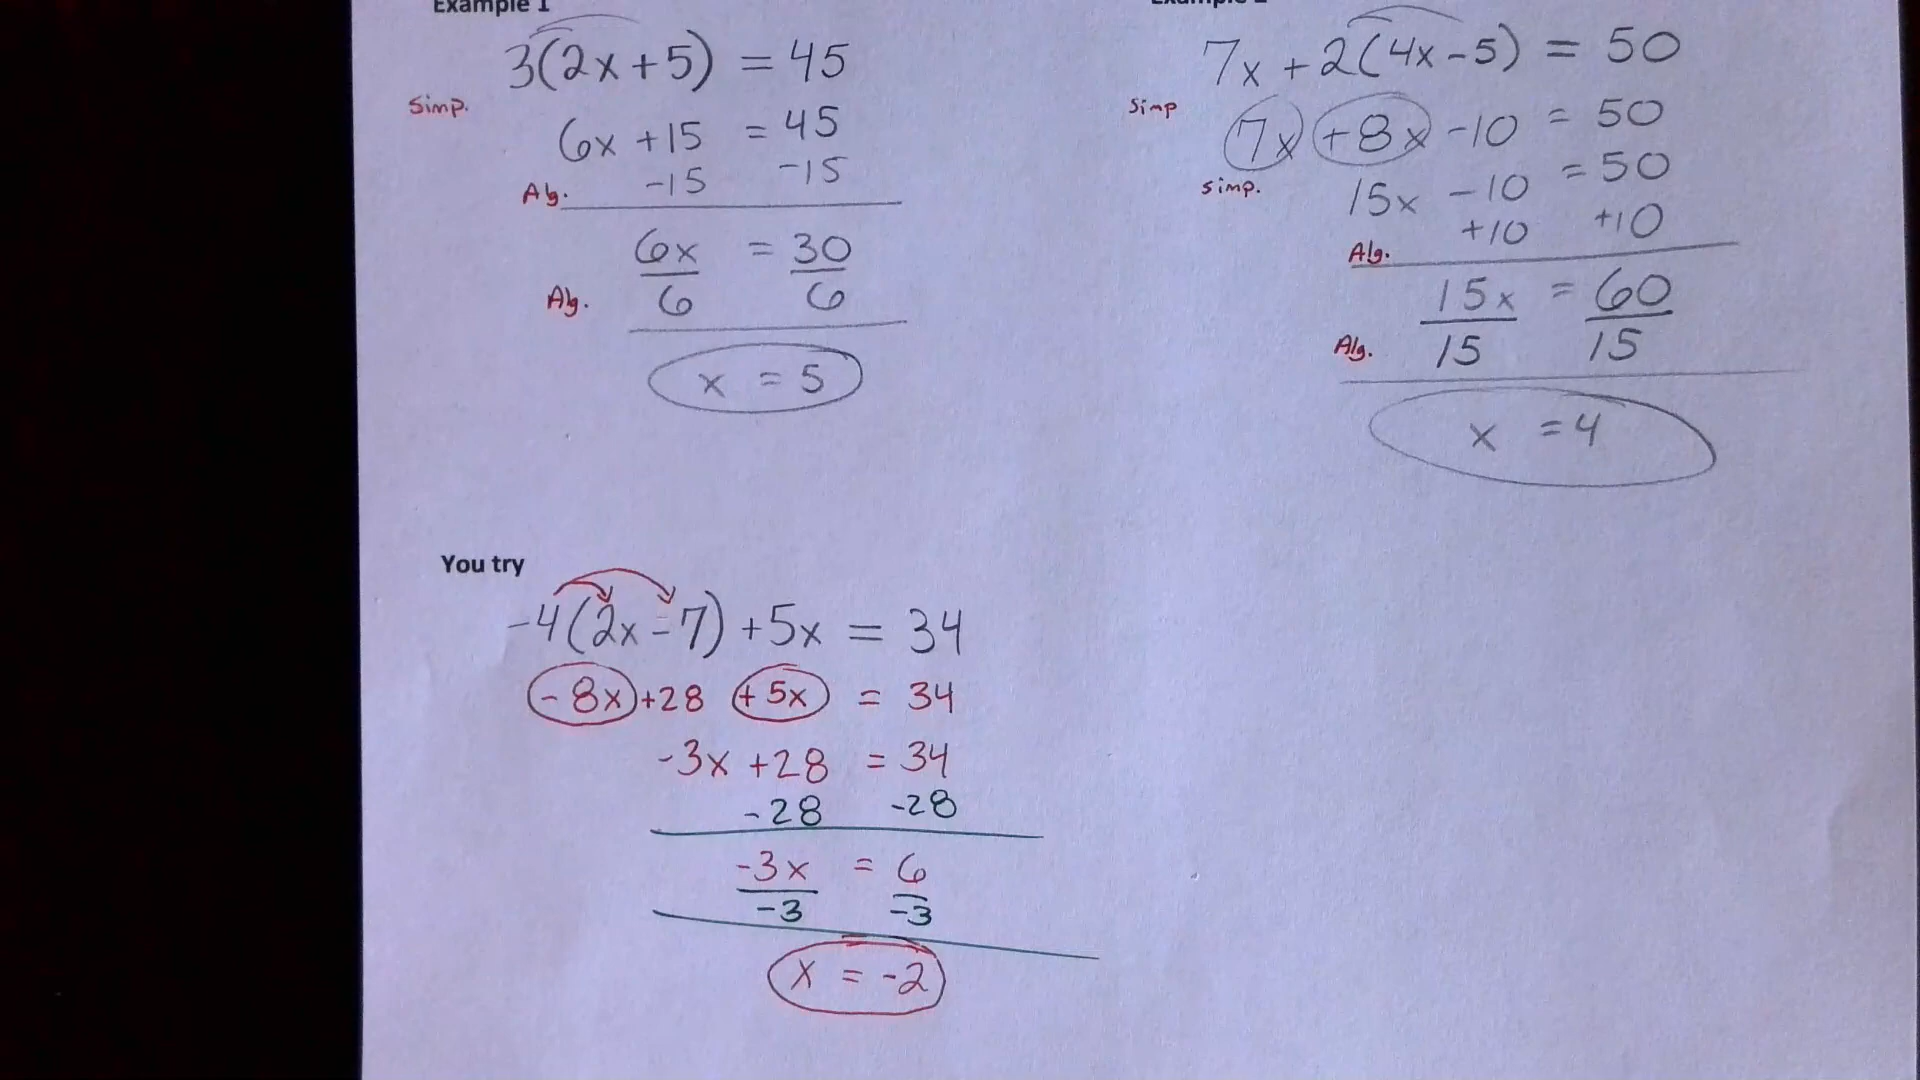 Example 1
3(2x+5) = 45
Simp.
6x +15 = 45
Alg. -15 -15
6x = 30
Alg. 6 6
x = 5
7x +2(4x-5) = 50
Simp
7x +8x -10 = 50
simp.
15x -10 = 50
+10 +10
Alg.
15x = 60
Alg. 15 15
x = 4
You try
-4(2x-7)+5x = 34
-8x +28 +5x = 34
-3x +28 = 34
-28 -28
-3x = 6
-3 -3
x = -2